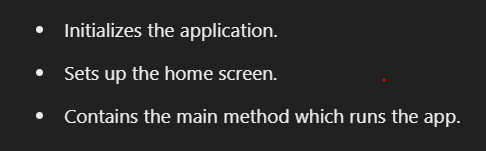 • Initializes the application.
• Sets up the home screen.
• Contains the main method which runs the app.